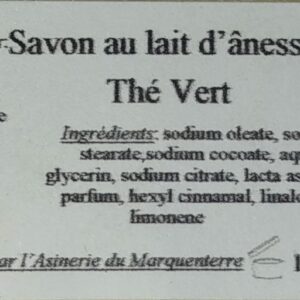 Savon au lait d'âness
Thé Vert
e
Ingrédients: sodium oleate, so
stearate,sodium cocoate, aq
glycerin, sodium citrate, lacta as
parfum, hexyl cinnamal, linalo
limonene
ar l'Asinerie du Marquenterre